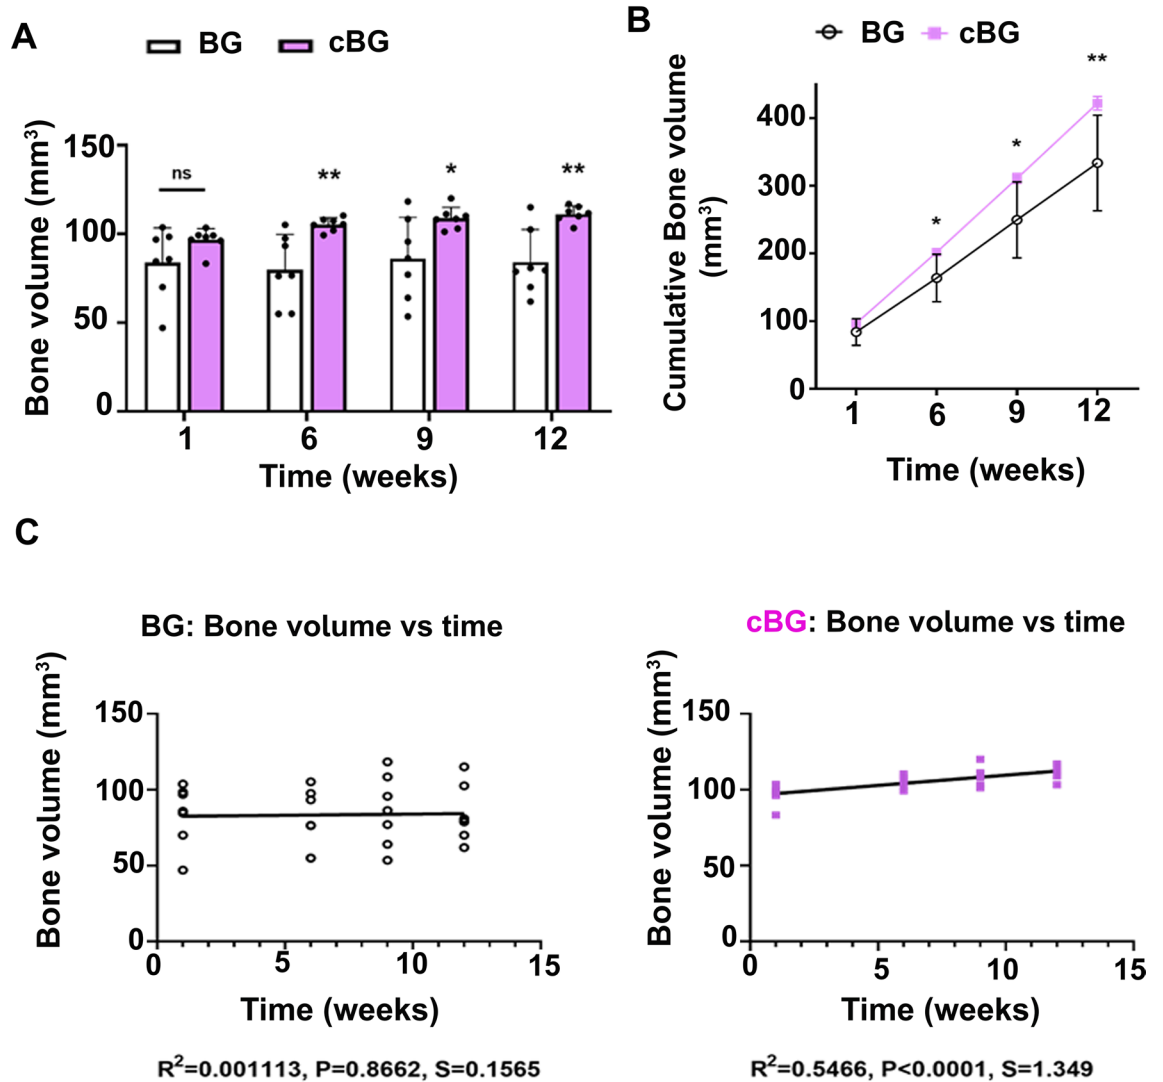 A
BG cBG
Bone volume (mm³)
150
100
50
0
ns
**
*
**
1 6 9 12
Time (weeks)
B
BG cBG
Cumulative Bone volume
(mm³)
400
300
200
100
0
*
*
**
1 6 9 12
Time (weeks)
C
BG: Bone volume vs time
Bone volume (mm³)
150
100
50
0
0 5 10 15
Time (weeks)
R²=0.001113, P=0.8662, S=0.1565
cBG: Bone volume vs time
Bone volume (mm³)
150
100
50
0
0 5 10 15
Time (weeks)
R²=0.5466, P<0.0001, S=1.349